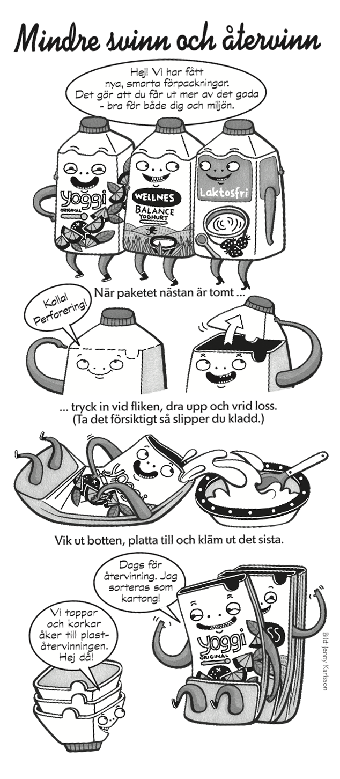 Mindre svinn och återvinn
Hej! Vi har fått
nya, smarta förpackningar.
Det gör att du får ut mer av det goda
– bra för både dig och miljön.
yoggi
ORIGINAL
WELLNES
BALANCE
YOGHURT
Laktosfri
När paketet nästan är tomt ...
Kolla!
Perforering!
... tryck in vid fliken, dra upp och vrid loss.
(Ta det försiktigt så slipper du kladd.)
Vik ut botten, platta till och kläm ut det sista.
Dags för
återvinning. Jag
sorteras som
kartong!
Vi tappar
och korkar
åker till plast-
återvinningen.
Hej då!
yoggi
ORIGINAL
SS
Bild: Jenny Karlsson